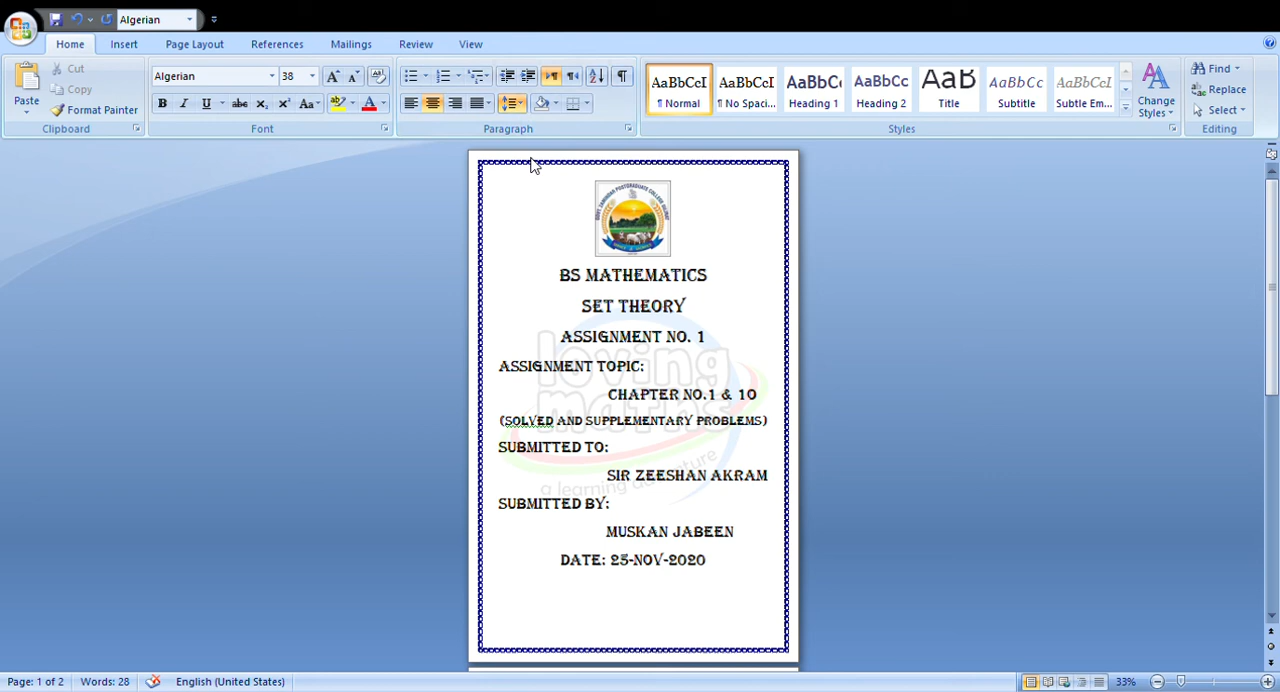 Algerian
Home Insert Page Layout References Mailings Review View
Paste
Cut
Copy
Format Painter
Clipboard
Algerian 38
Font
Paragraph
AaBbCcI AaBbCcI AaBbC AaBbCc AaB AaBbCc AaBbCcI
¶ Normal ¶ No Spaci... Heading 1 Heading 2 Title Subtitle Subtle Em...
Change Styles
Styles
Find
Replace
Select
Editing
BS MATHEMATICS
SET THEORY
ASSIGNMENT NO. 1
ASSIGNMENT TOPIC:
CHAPTER NO.1 & 10
(SOLVED AND SUPPLEMENTARY PROBLEMS)
SUBMITTED TO:
SIR ZEESHAN AKRAM
SUBMITTED BY:
MUSKAN JABEEN
DATE: 25-NOV-2020
loving
maths
a learning adventure
Page: 1 of 2 Words: 28 English (United States) 33%